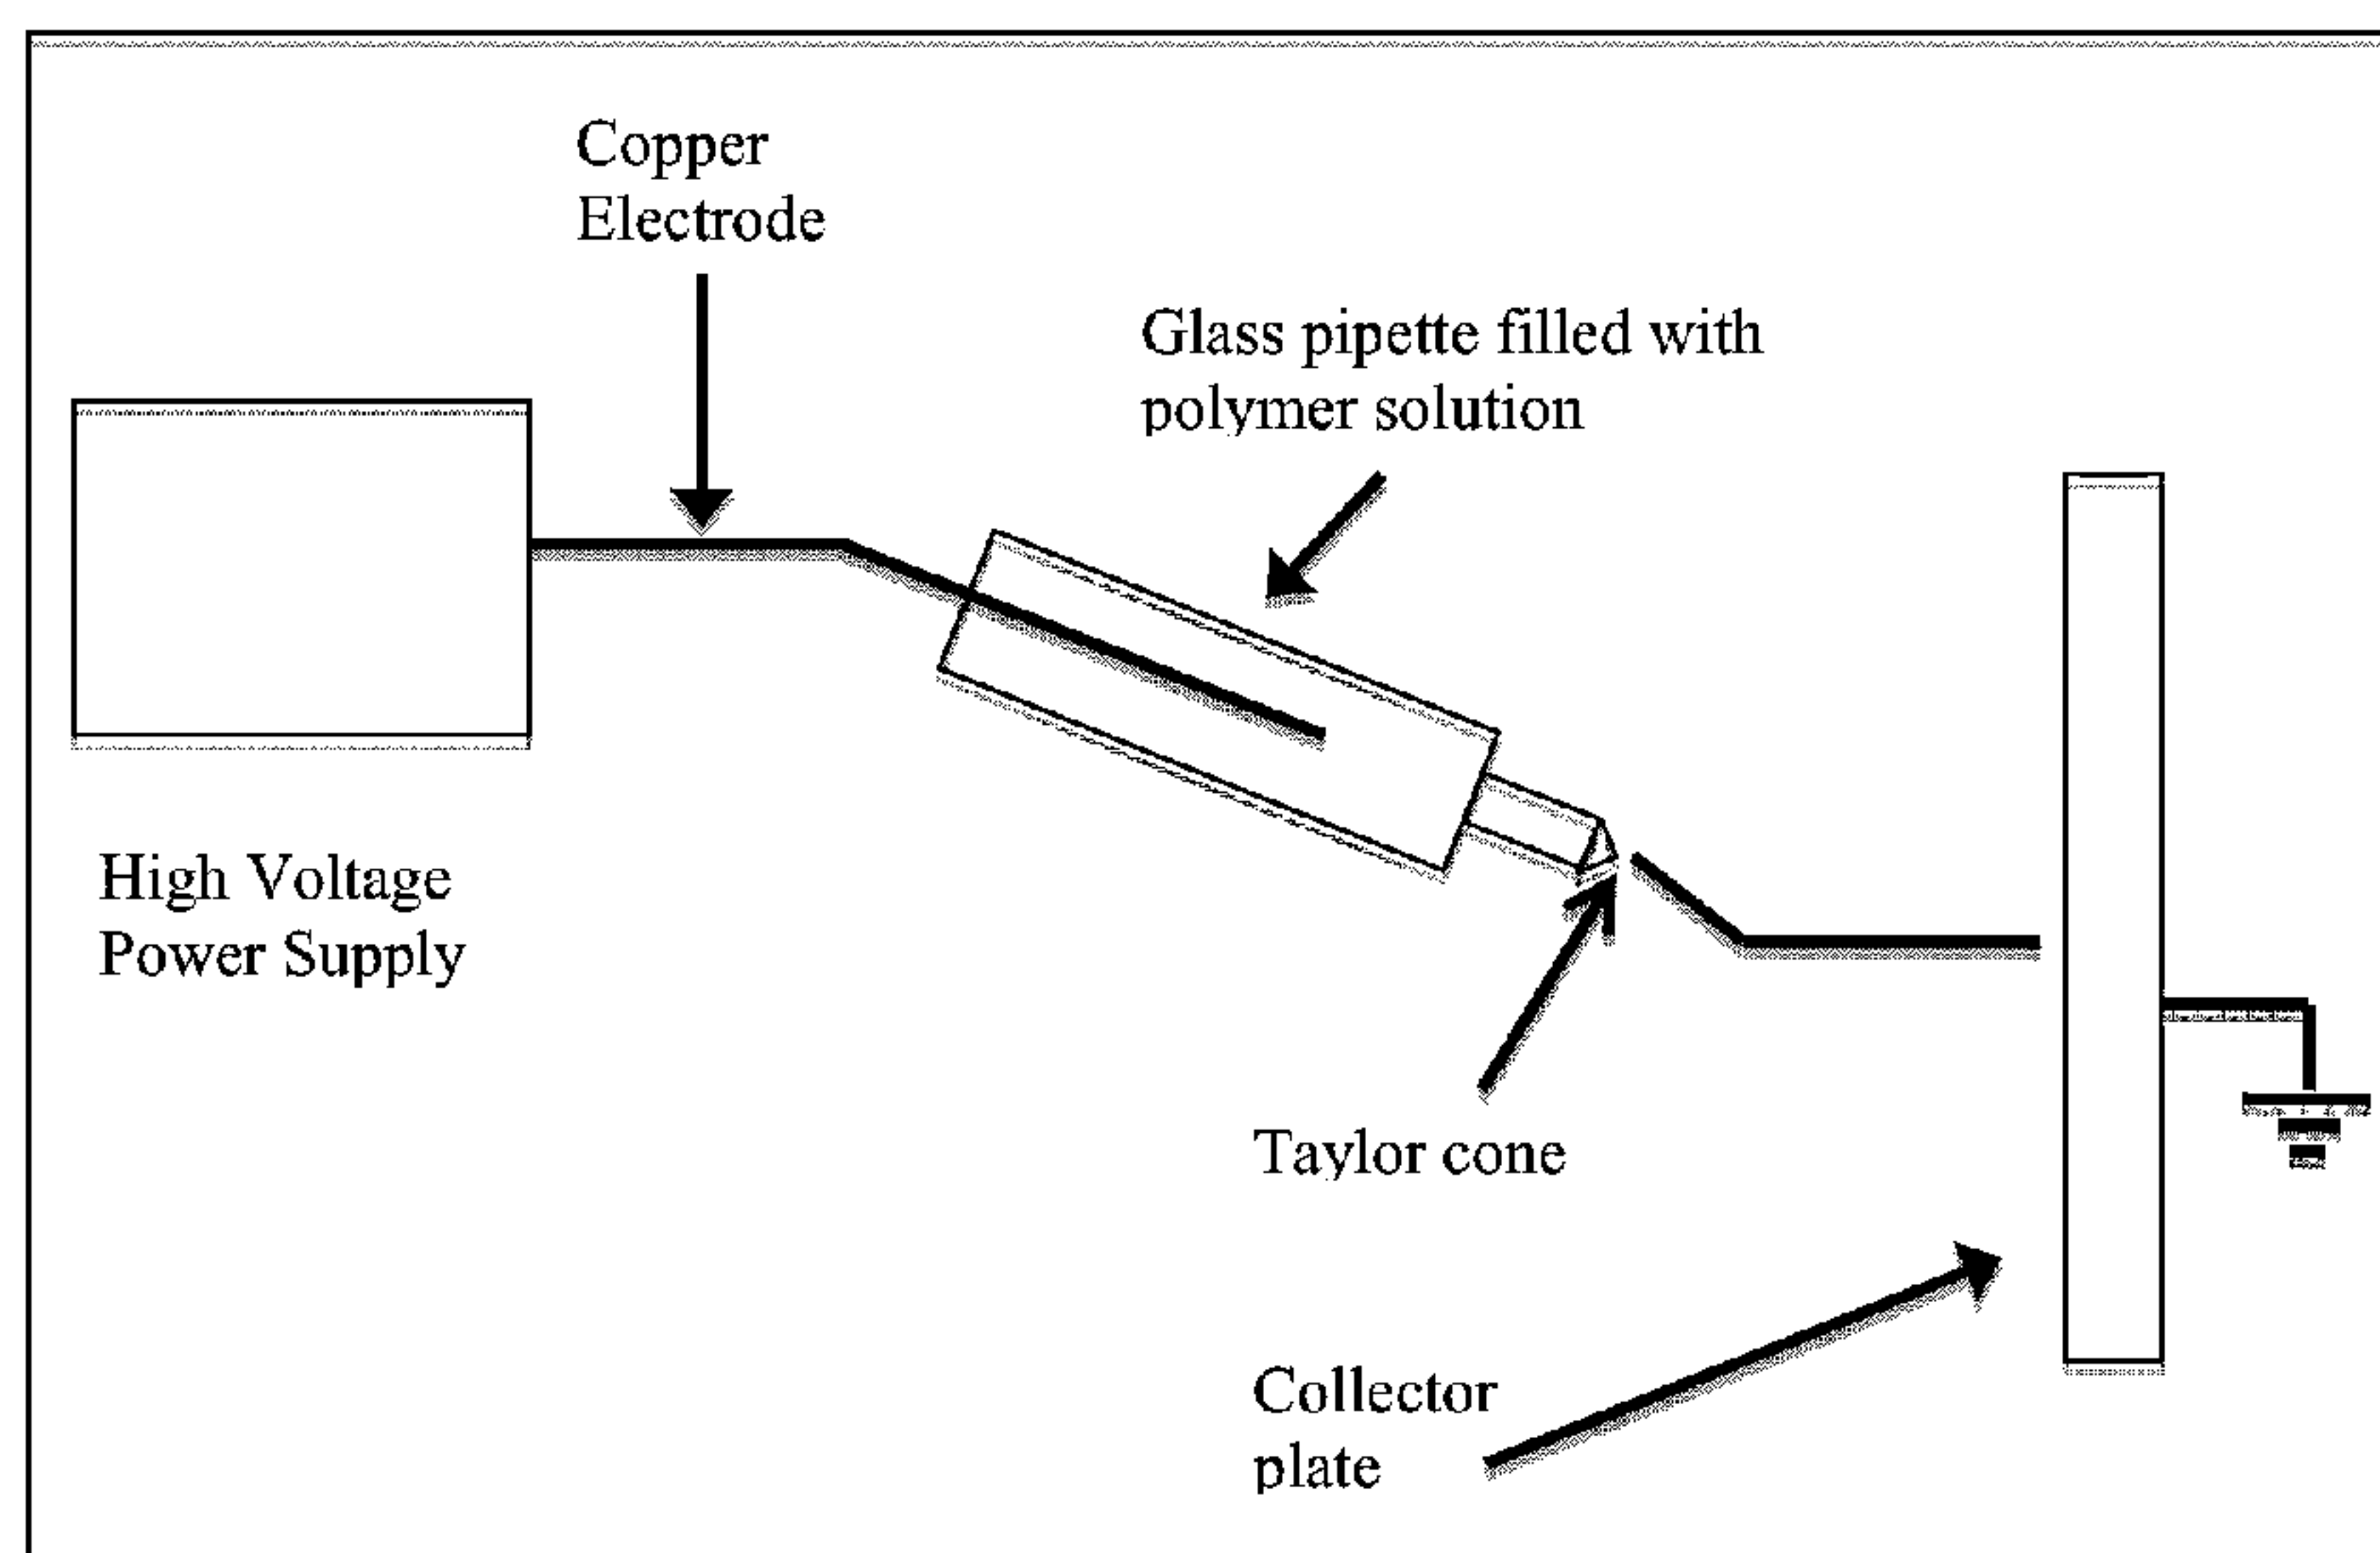 Copper
Electrode
Glass pipette filled with
polymer solution
High Voltage
Power Supply
Taylor cone
Collector
plate